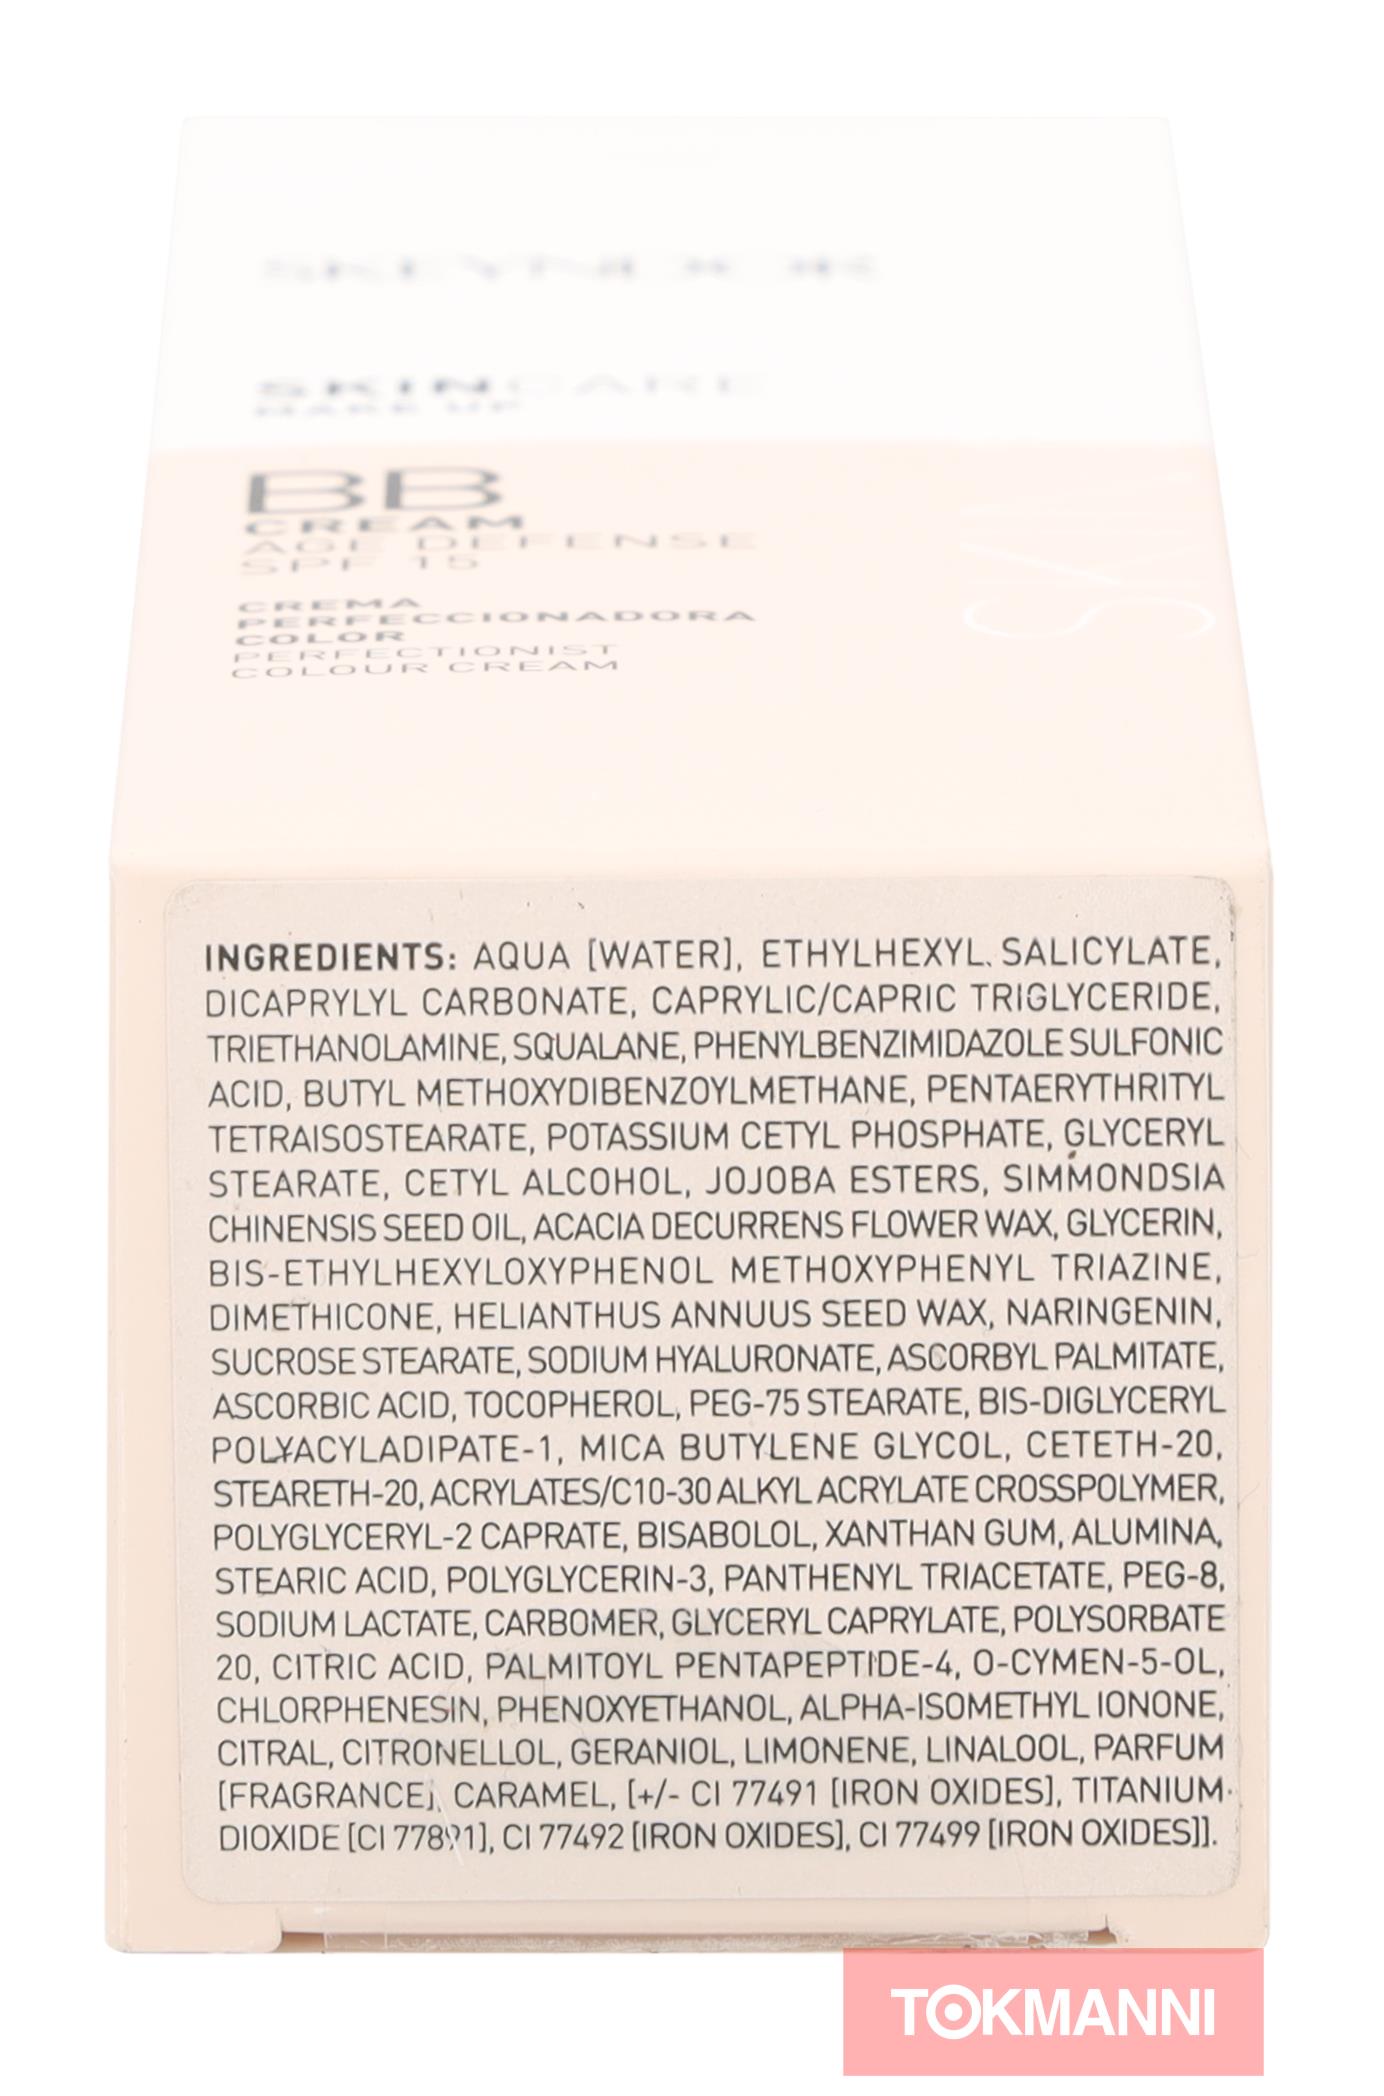 SKEYNDOR
SKINCARE
MAKE UP
BB
CREAM
AGE DEFENSE
SPF 15
CREMA
PERFECCIONADORA
COLOR
PERFECTIONIST
COLOUR CREAM
SKIN
INGREDIENTS: AQUA [WATER], ETHYLHEXYL SALICYLATE,
DICAPRYLYL CARBONATE, CAPRYLIC/CAPRIC TRIGLYCERIDE,
TRIETHANOLAMINE, SQUALANE, PHENYLBENZIMIDAZOLE SULFONIC
ACID, BUTYL METHOXYDIBENZOYLMETHANE, PENTAERYTHRITYL
TETRAISOSTEARATE, POTASSIUM CETYL PHOSPHATE, GLYCERYL
STEARATE, CETYL ALCOHOL, JOJOBA ESTERS, SIMMONDSIA
CHINENSIS SEED OIL, ACACIA DECURRENS FLOWER WAX, GLYCERIN,
BIS-ETHYLHEXYLOXYPHENOL METHOXYPHENYL TRIAZINE,
DIMETHICONE, HELIANTHUS ANNUUS SEED WAX, NARINGENIN,
SUCROSE STEARATE, SODIUM HYALURONATE, ASCORBYL PALMITATE,
ASCORBIC ACID, TOCOPHEROL, PEG-75 STEARATE, BIS-DIGLYCERYL
POLYACYLADIPATE-1, MICA BUTYLENE GLYCOL, CETETH-20,
STEARETH-20, ACRYLATES/C10-30 ALKYL ACRYLATE CROSSPOLYMER,
POLYGLYCERYL-2 CAPRATE, BISABOLOL, XANTHAN GUM, ALUMINA,
STEARIC ACID, POLYGLYCERIN-3, PANTHENYL TRIACETATE, PEG-8,
SODIUM LACTATE, CARBOMER, GLYCERYL CAPRYLATE, POLYSORBATE
20, CITRIC ACID, PALMITOYL PENTAPEPTIDE-4, O-CYMEN-5-OL,
CHLORPHENESIN, PHENOXYETHANOL, ALPHA-ISOMETHYL IONONE,
CITRAL, CITRONELLOL, GERANIOL, LIMONENE, LINALOOL, PARFUM
[FRAGRANCE], CARAMEL, [+/- CI 77491 [IRON OXIDES], TITANIUM
DIOXIDE [CI 77891], CI 77492 [IRON OXIDES], CI 77499 [IRON OXIDES]].
TOKMANNI